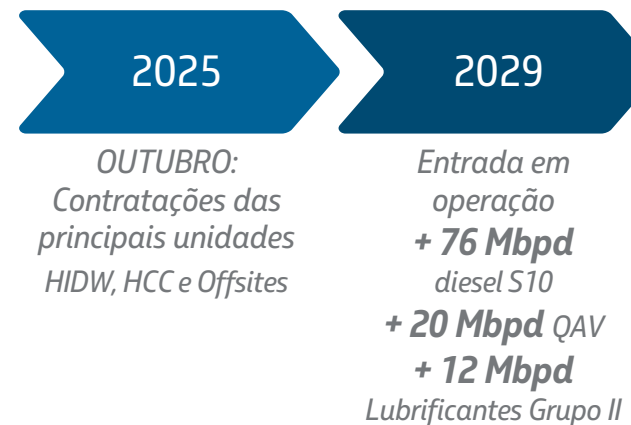 2025
OUTUBRO:
Contratações das
principais unidades
HIDW, HCC e Offsites
2029
Entrada em
operação
+ 76 Mbpd
diesel S10
+ 20 Mbpd QAV
+ 12 Mbpd
Lubrificantes Grupo II